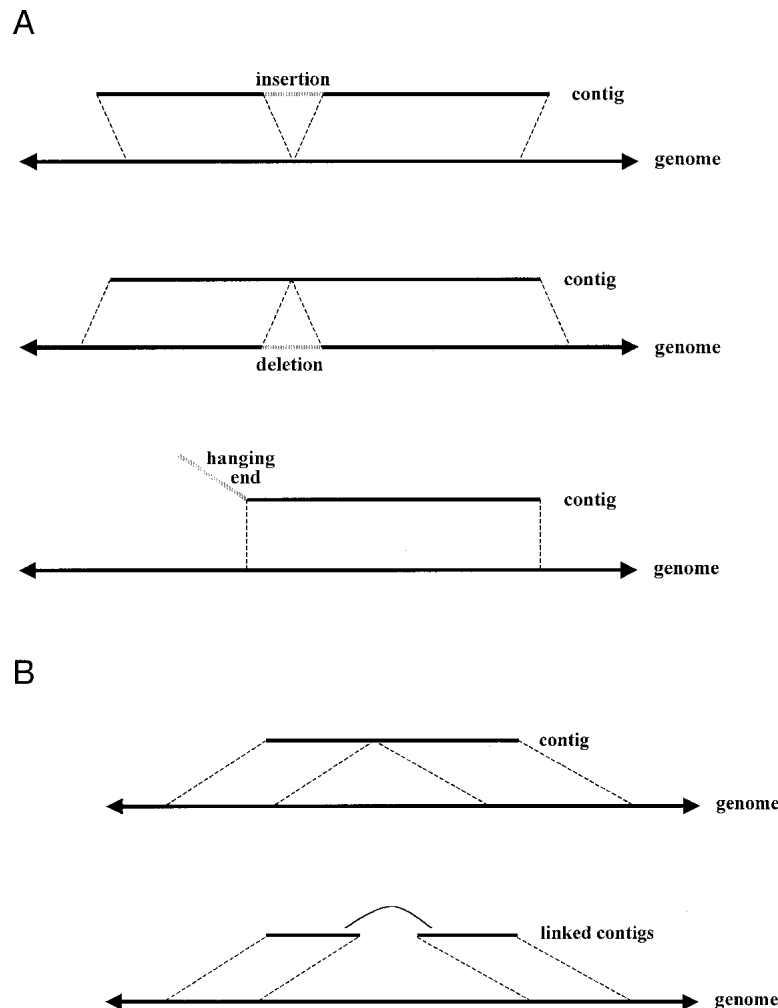 A
insertion
contig
genome
contig
genome
deletion
hanging
end
contig
genome
B
contig
genome
linked contigs
genome